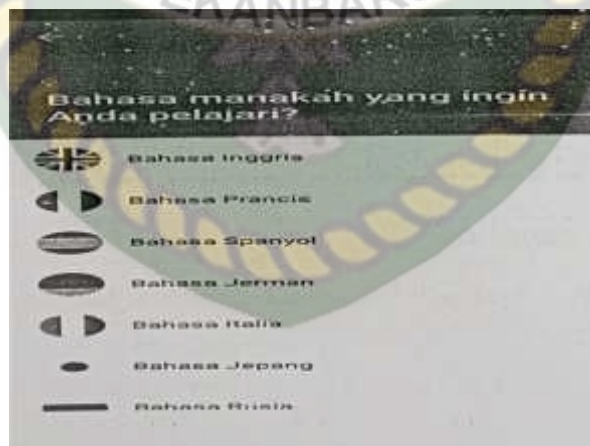 EKANBARU
Bahasa manakah yang ingin
Anda pelajari?
Bahasa Inggris
Bahasa Prancis
Bahasa Spanyol
Bahasa Jerman
Bahasa Italia
Bahasa Jepang
Bahasa Rusia